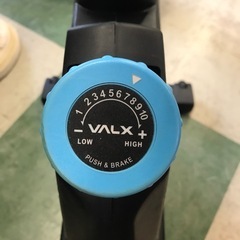 1 2 3 4 5 6 7 8 9 10
- VALX +
LOW HIGH
PUSH & BRAKE